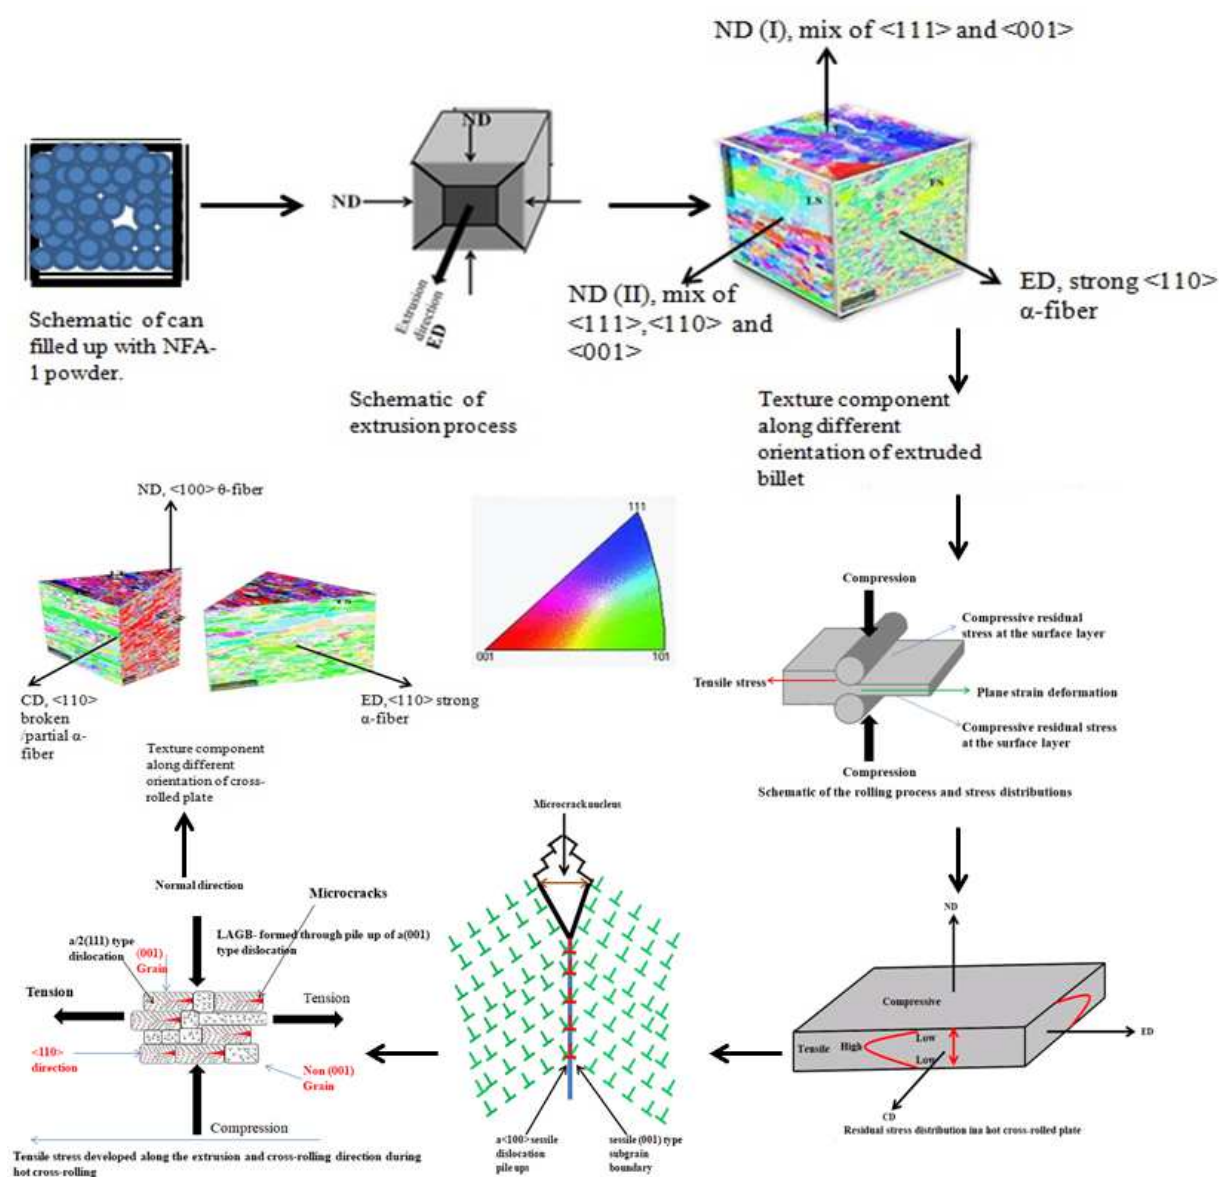 ND (I), mix of <111> and <001>
ND
ND
Extrusion
direction
ED
LS
FS
ND (II), mix of
<111>,<110> and
<001>
ED, strong <110>
α-fiber
Schematic of can
filled up with NFA-
1 powder.
Schematic of
extrusion process
Texture component
along different
orientation of extruded
billet
ND, <100> θ-fiber
CD, <110>
broken
/partial α-
fiber
ED,<110> strong
α-fiber
Texture component
along different
orientation of cross-
rolled plate
111
001
101
Compression
Compressive residual
stress at the surface layer
Tensile stress
Plane strain deformation
Compressive residual stress
at the surface layer
Compression
Schematic of the rolling process and stress distributions
Normal direction
Microcracks
a/2(111) type
dislocation
(001)
Grain
LAGB- formed through pile up of a(001)
type dislocation
Tension
Tension
<110>
direction
Non (001)
Grain
Compression
Tensile stress developed along the extrusion and cross-rolling direction during
hot cross-rolling
Microcrack nucleus
a<100> sessile
dislocation
pile ups
sessile (001) type
subgrain
boundary
ND
Compressive
Tensile
High
Low
Low
ED
CD
Residual stress distribution ina hot cross-rolled plate